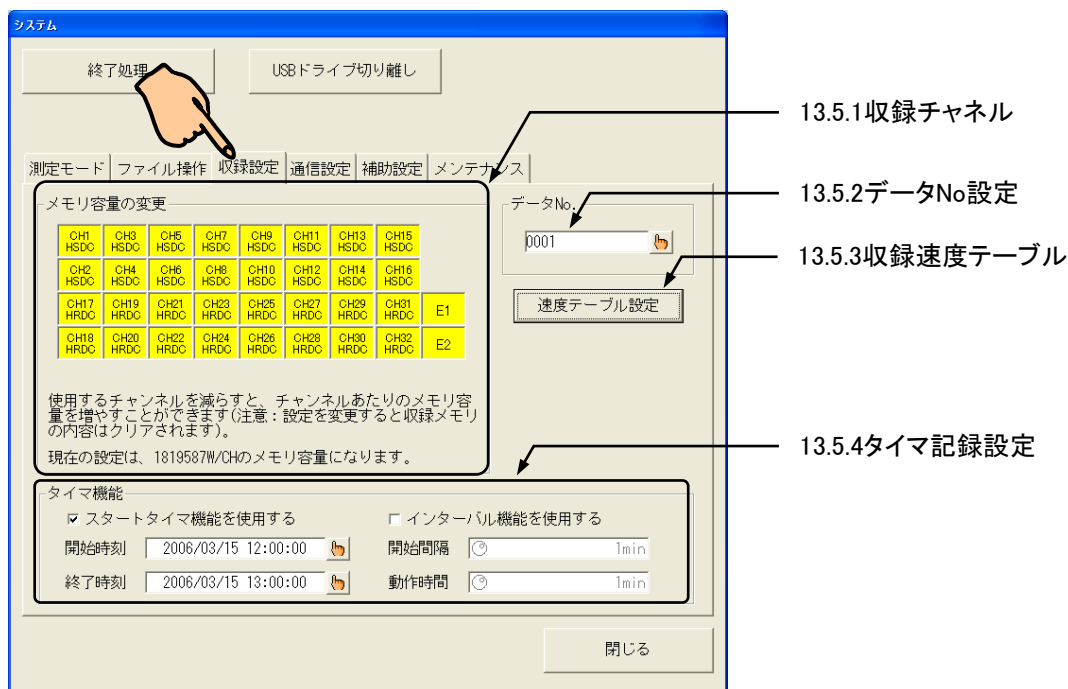 システム
終了処理
USBドライブ切り離し
13.5.1収録チャネル
測定モード ファイル操作 収録設定 通信設定 補助設定 メンテナンス
メモリ容量の変更
データNo.
13.5.2データNo設定
CH1 HSDC CH3 HSDC CH5 HSDC CH7 HSDC CH9 HSDC CH11 HSDC CH13 HSDC CH15 HSDC
0001
13.5.3収録速度テーブル
CH2 HSDC CH4 HSDC CH6 HSDC CH8 HSDC CH10 HSDC CH12 HSDC CH14 HSDC CH16 HSDC
CH17 HRDC CH19 HRDC CH21 HRDC CH23 HRDC CH25 HRDC CH27 HRDC CH29 HRDC CH31 HRDC E1
速度テーブル設定
CH18 HRDC CH20 HRDC CH22 HRDC CH24 HRDC CH26 HRDC CH28 HRDC CH30 HRDC CH32 HRDC E2
使用するチャンネルを減らすと、チャンネルあたりのメモリ容
量を増やすことができます(注意：設定を変更すると収録メモリ
の内容はクリアされます)。
現在の設定は、1819587W/CHのメモリ容量になります。
13.5.4タイマ記録設定
タイマ機能
スタートタイマ機能を使用する インターバル機能を使用する
開始時刻 2006/03/15 12:00:00 開始間隔 1min
終了時刻 2006/03/15 13:00:00 動作時間 1min
閉じる